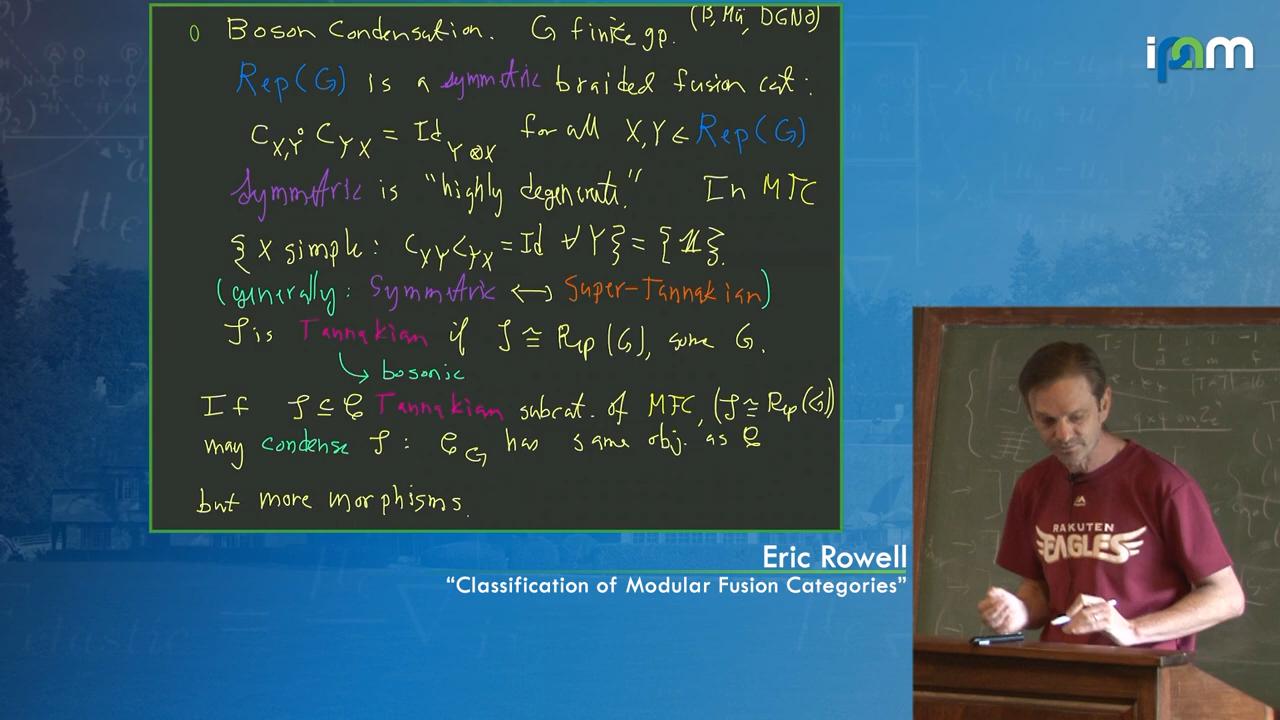 o Boson Condensation. G finite gp. (B, Mü, DGNO)
Rep(G) is a symmetric braided fusion cat:
C_{X,Y} ∘ C_{YX} = Id_{Y⊗X} for all X,Y ∈ Rep(G)
Symmetric is "highly degenerate." In MTC
{X simple: C_{XY}C_{YX} = Id ∀ Y} = {𝟙}.
(generally: Symmetric ↔ Super-Tannakian)
𝒮 is Tannakian if 𝒮 ≅ Rep(G), some G.
↳ bosonic
If 𝒮 ⊆ 𝒞 Tannakian subcat. of MTC, (𝒮 ≅ Rep(G))
may condense 𝒮: 𝒞_G has same obj. as 𝒞
but more morphisms.
ipam
Eric Rowell
"Classification of Modular Fusion Categories"
RAKUTEN
EAGLES